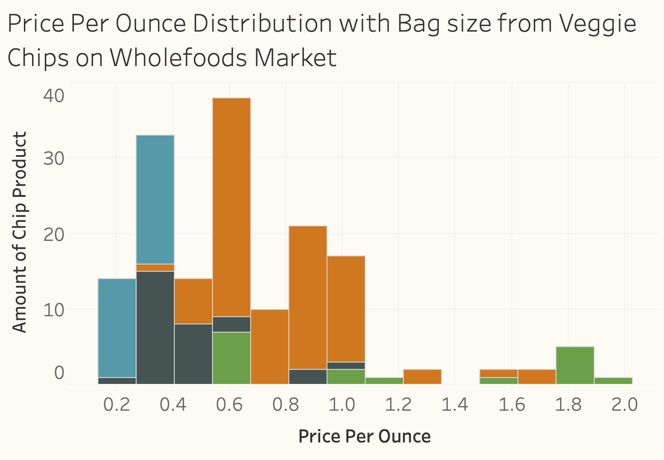 Price Per Ounce Distribution with Bag size from Veggie
Chips on Wholefoods Market
40
30
20
10
0
Amount of Chip Product
0.2 0.4 0.6 0.8 1.0 1.2 1.4 1.6 1.8 2.0
Price Per Ounce